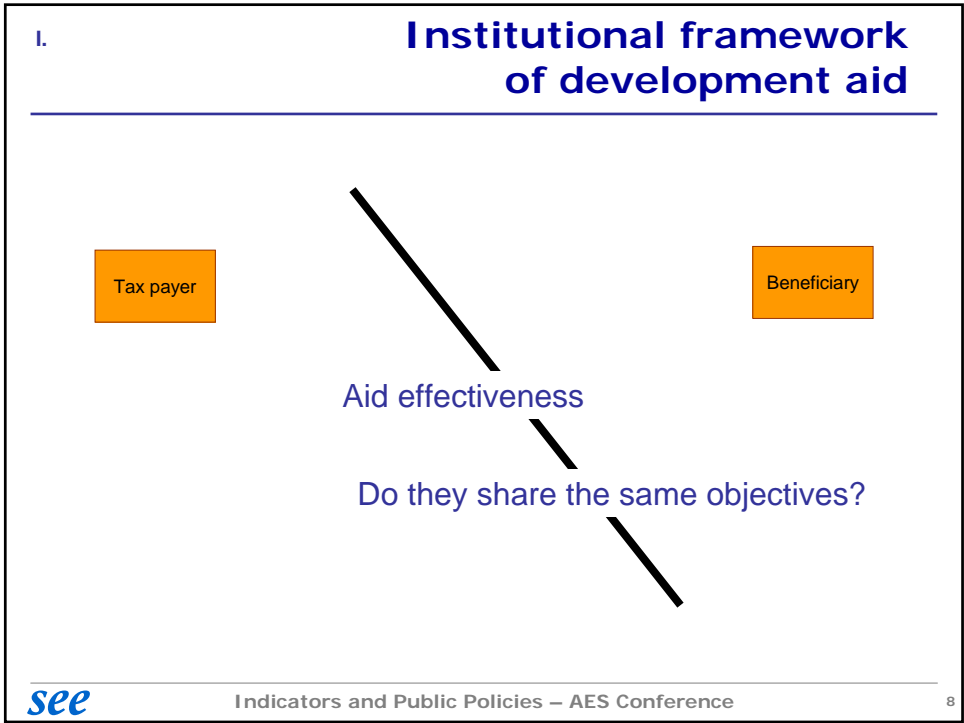 I.
Institutional framework
of development aid
Tax payer
Beneficiary
Aid effectiveness
Do they share the same objectives?
see
Indicators and Public Policies – AES Conference
8